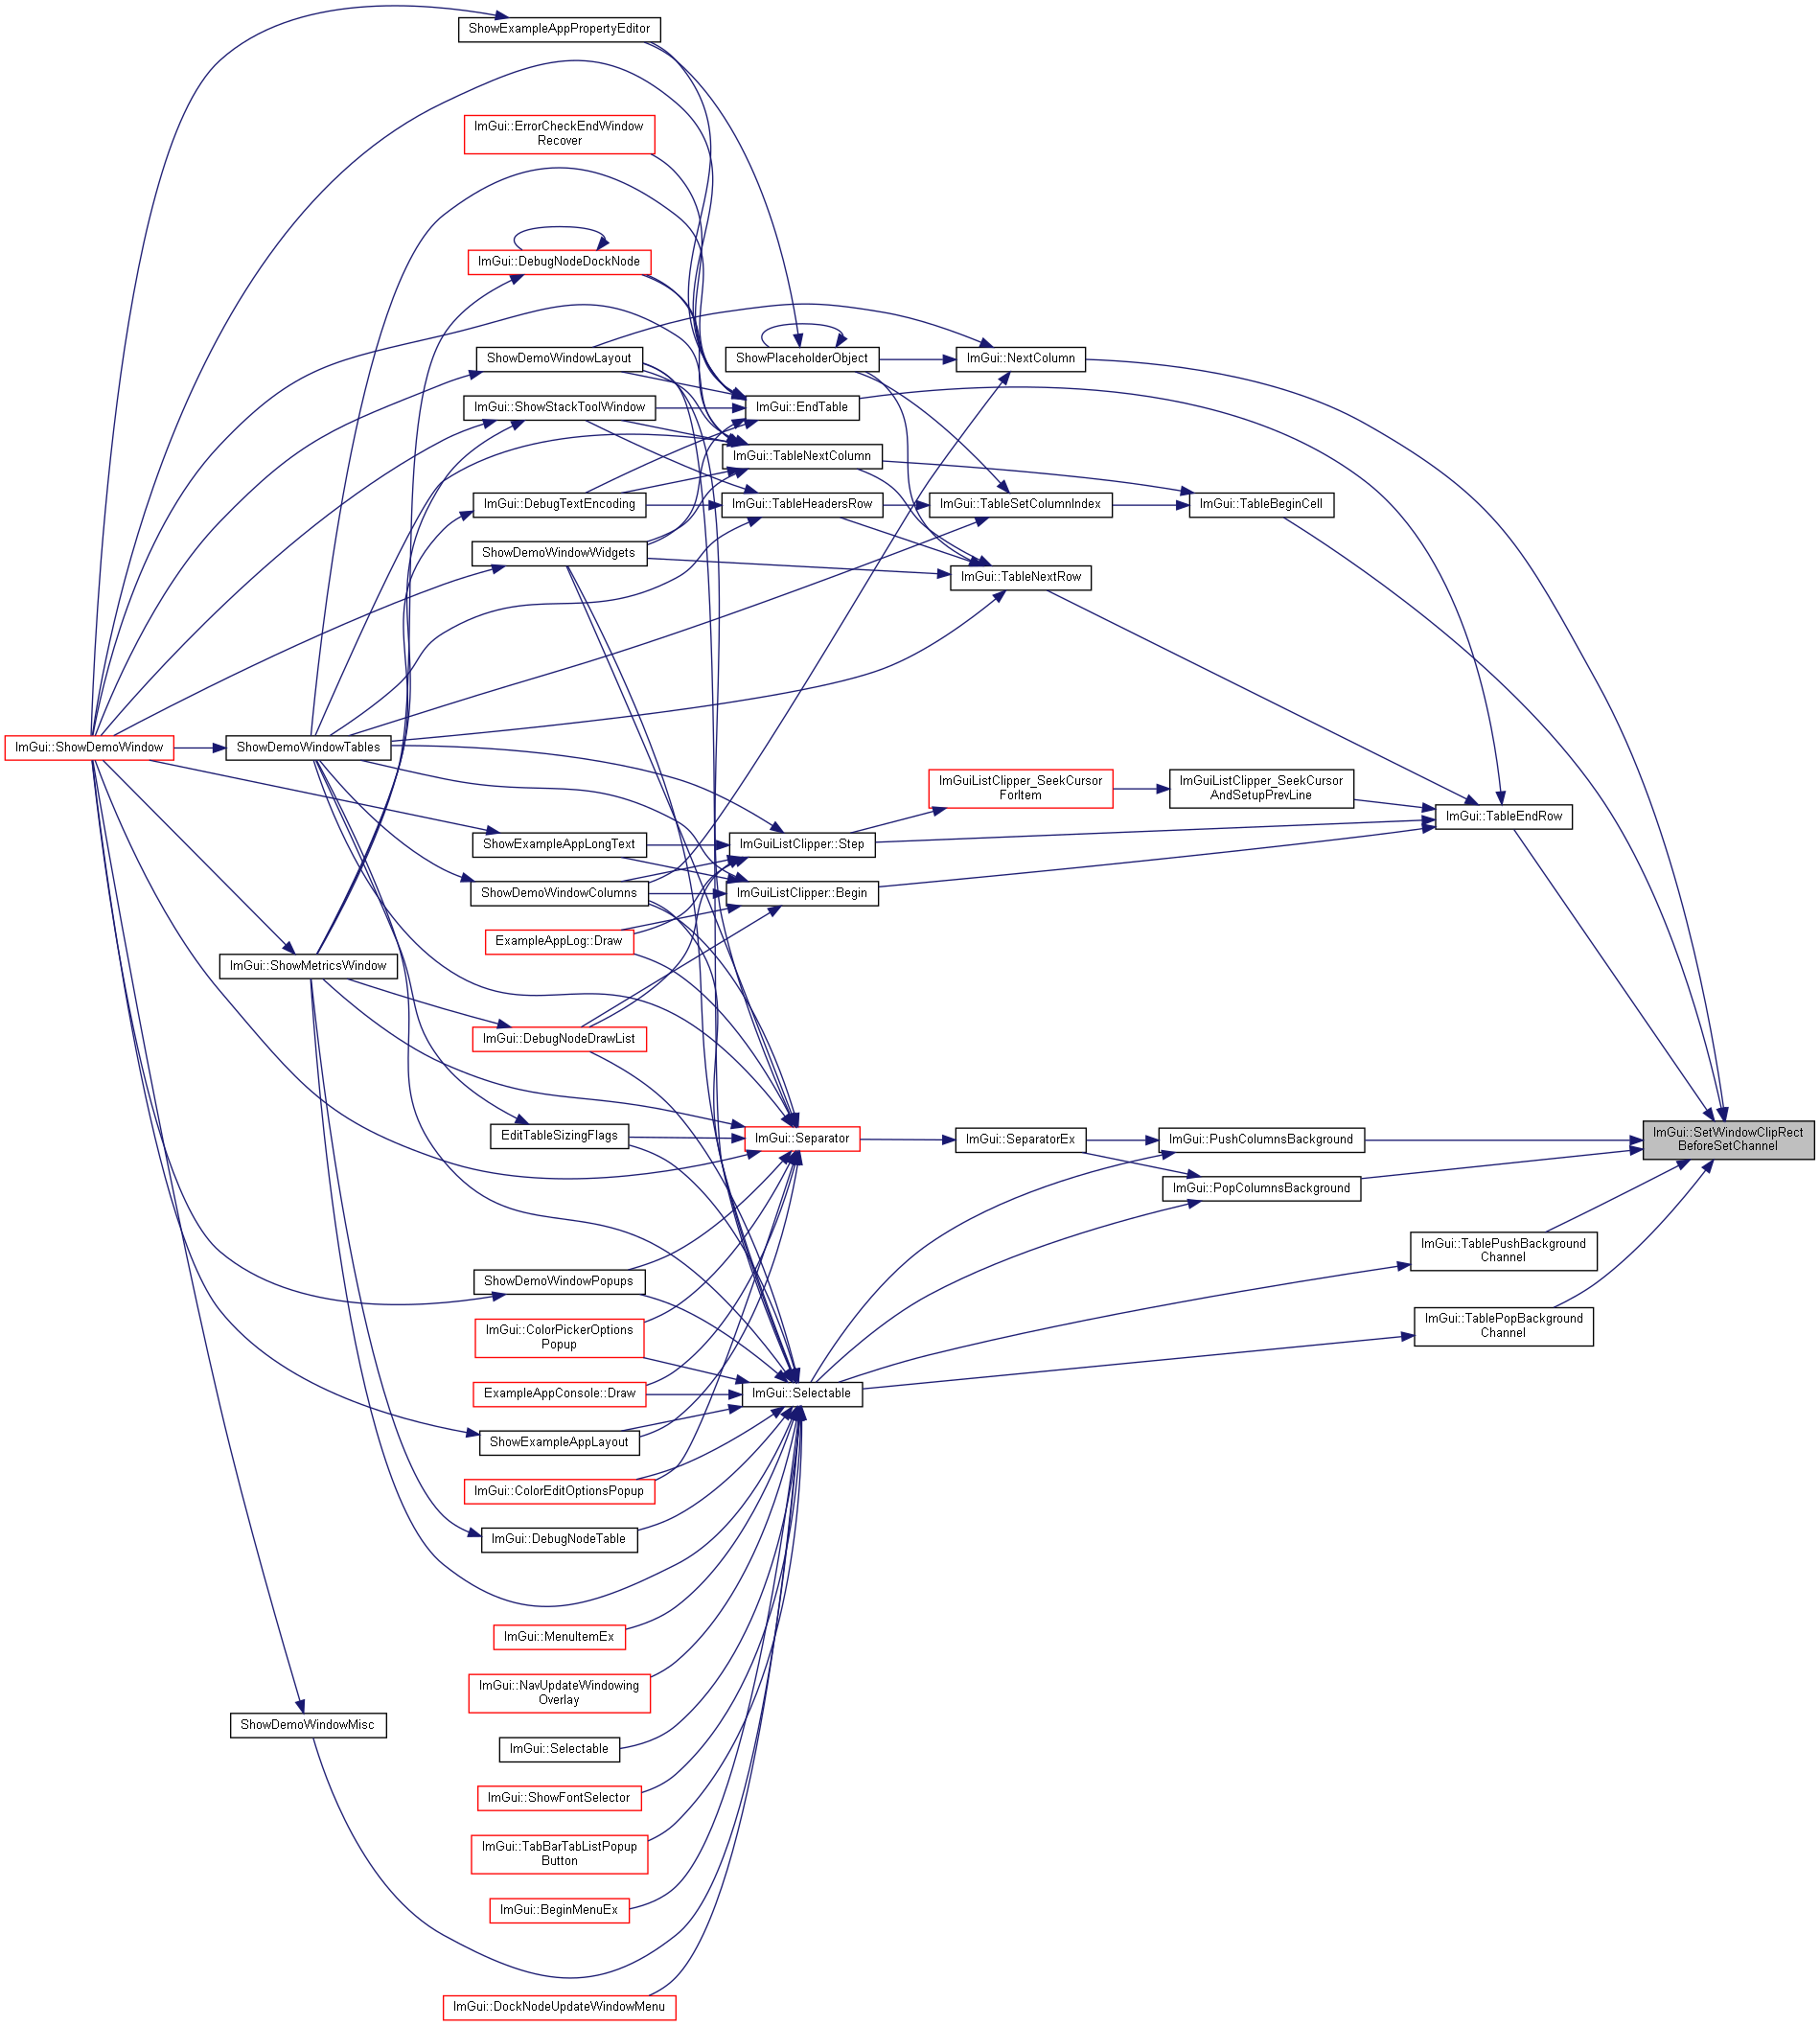 ShowExampleAppPropertyEditor
ImGui::ErrorCheckEndWindow
Recover
ImGui::DebugNodeDockNode
ShowDemoWindowLayout
ShowPlaceholderObject
ImGui::NextColumn
ImGui::ShowStackToolWindow
ImGui::EndTable
ImGui::TableNextColumn
ImGui::DebugTextEncoding
ImGui::TableHeadersRow
ImGui::TableSetColumnIndex
ImGui::TableBeginCell
ShowDemoWindowWidgets
ImGui::TableNextRow
ImGui::ShowDemoWindow
ShowDemoWindowTables
ImGuiListClipper_SeekCursor
ForItem
ImGuiListClipper_SeekCursor
AndSetupPrevLine
ImGui::TableEndRow
ShowExampleAppLongText
ImGuiListClipper::Step
ShowDemoWindowColumns
ImGuiListClipper::Begin
ExampleAppLog::Draw
ImGui::ShowMetricsWindow
ImGui::DebugNodeDrawList
EditTableSizingFlags
ImGui::Separator
ImGui::SeparatorEx
ImGui::PushColumnsBackground
ImGui::SetWindowClipRect
BeforeSetChannel
ImGui::PopColumnsBackground
ImGui::TablePushBackground
Channel
ShowDemoWindowPopups
ImGui::TablePopBackground
Channel
ImGui::ColorPickerOptions
Popup
ExampleAppConsole::Draw
ImGui::Selectable
ShowExampleAppLayout
ImGui::ColorEditOptionsPopup
ImGui::DebugNodeTable
ImGui::MenuItemEx
ImGui::NavUpdateWindowing
Overlay
ShowDemoWindowMisc
ImGui::Selectable
ImGui::ShowFontSelector
ImGui::TabBarTabListPopup
Button
ImGui::BeginMenuEx
ImGui::DockNodeUpdateWindowMenu